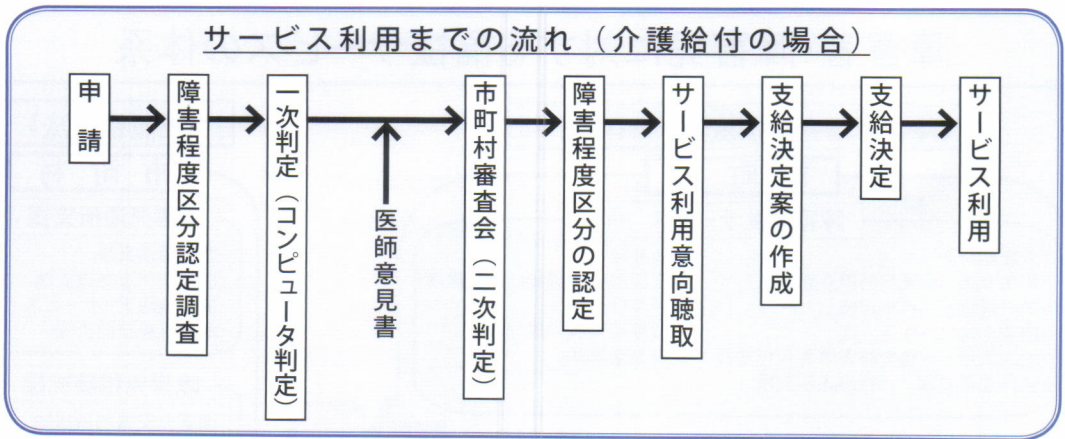 サービス利用までの流れ（介護給付の場合）
申請
障害程度区分認定調査
一次判定（コンピュータ判定）
医師意見書
市町村審査会（二次判定）
障害程度区分の認定
サービス利用意向聴取
支給決定案の作成
支給決定
サービス利用